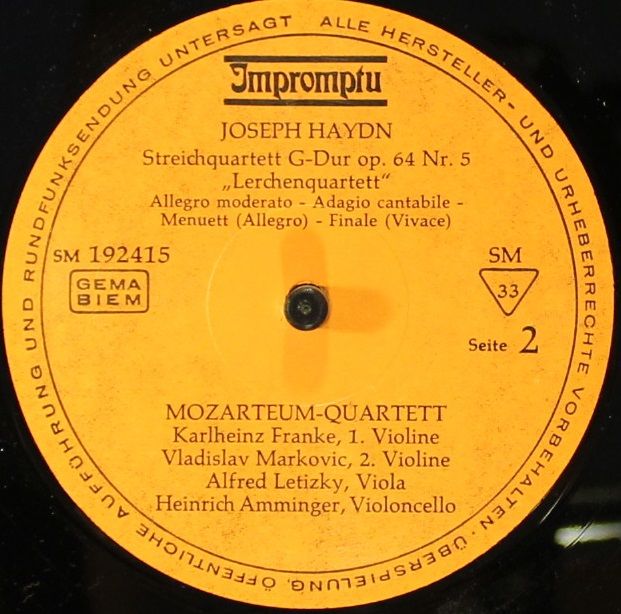 Impromptu
JOSEPH HAYDN
Streichquartett G-Dur op. 64 Nr. 5
„Lerchenquartett“
Allegro moderato - Adagio cantabile -
Menuett (Allegro) - Finale (Vivace)
SM 192415
GEMA
BIEM
SM
33
Seite 2
MOZARTEUM-QUARTETT
Karlheinz Franke, 1. Violine
Vladislav Markovic, 2. Violine
Alfred Letizky, Viola
Heinrich Amminger, Violoncello
ALLE HERSTELLER- UND URHEBERRECHTE VORBEHALTEN · ÜBERSPIELUNG, ÖFFENTLICHE AUFFÜHRUNG UND RUNDFUNKSENDUNG UNTERSAGT